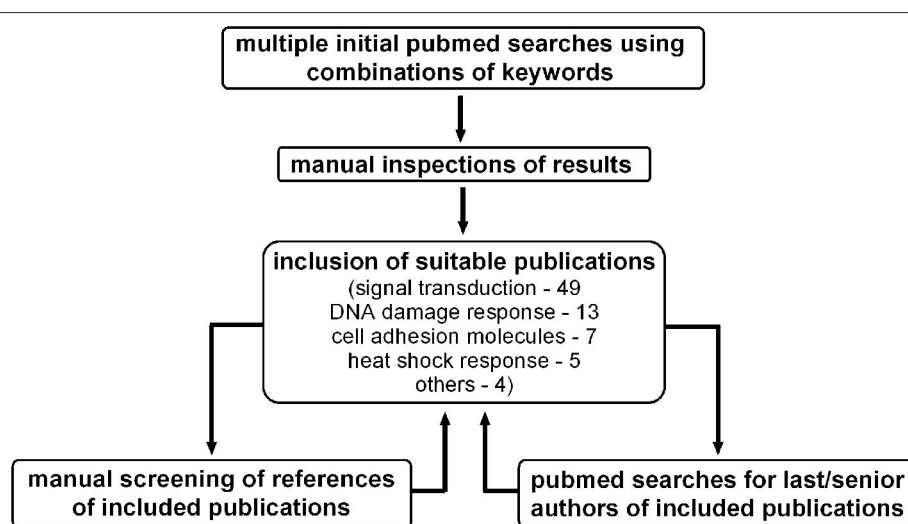 multiple initial pubmed searches using
combinations of keywords
manual inspections of results
inclusion of suitable publications
(signal transduction - 49
DNA damage response - 13
cell adhesion molecules - 7
heat shock response - 5
others - 4)
manual screening of references
of included publications
pubmed searches for last/senior
authors of included publications